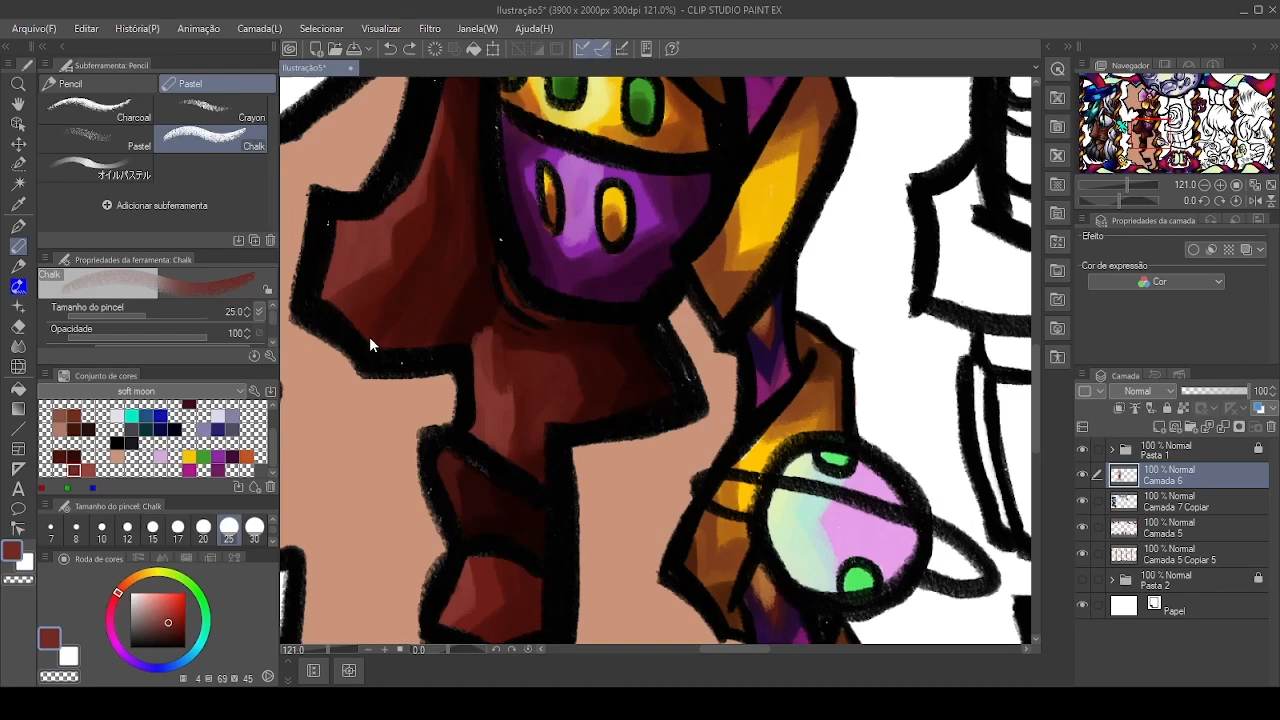 Ilustração5* (3900 x 2000px 300dpi 121.0%) - CLIP STUDIO PAINT EX
Arquivo(F) Editar História(P) Animação Camada(L) Selecionar Visualizar Filtro Janela(W) Ajuda(H)
Subferramenta: Pencil
Pencil Pastel
Charcoal Crayon
Pastel Chalk
オイルパステル
Adicionar subferramenta
Propriedades da ferramenta: Chalk
Chalk
Tamanho do pincel 25.0
Opacidade 100
Conjunto de cores
soft moon
Tamanho do pincel: Chalk
7 8 10 12 15 17 20 25 30
Roda de cores
4 69 45
Ilustração5*
121.0 0.0
Navegador
121.0
0.0
Propriedades da camada
Efeito
Cor de expressão
Cor
Camada
Normal 100
100 % Normal
Pasta 1
100 % Normal
Camada 6
100 % Normal
Camada 7 Copiar
100 % Normal
Camada 5
100 % Normal
Camada 5 Copiar 5
100 % Normal
Pasta 2
Papel